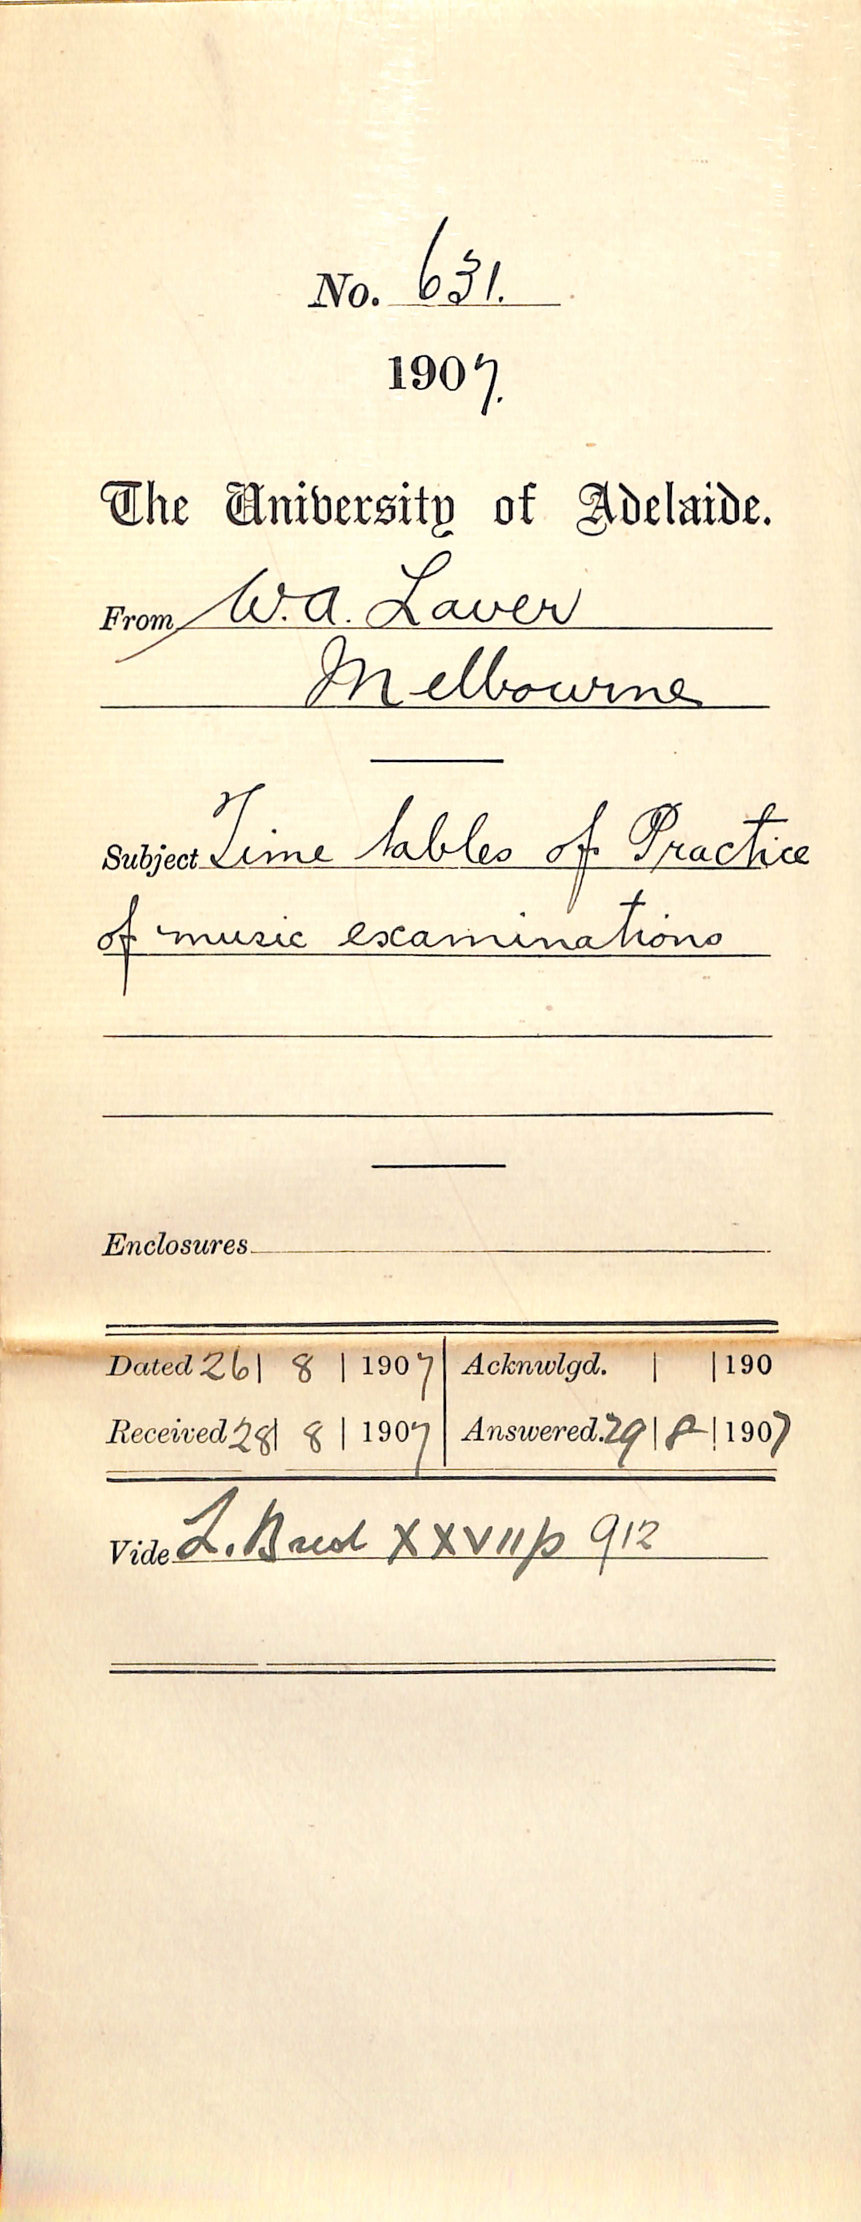 No. 631.
1907.
The University of Adelaide.
From W.A. Laver
Melbourne
Subject Time tables of Practice
of music examinations
Enclosures
Dated 26 | 8 | 1907 Acknwlgd. | | 190
Received 28 | 8 | 1907 Answered. 29 | 8 | 1907
Vide L. XXVII p 912